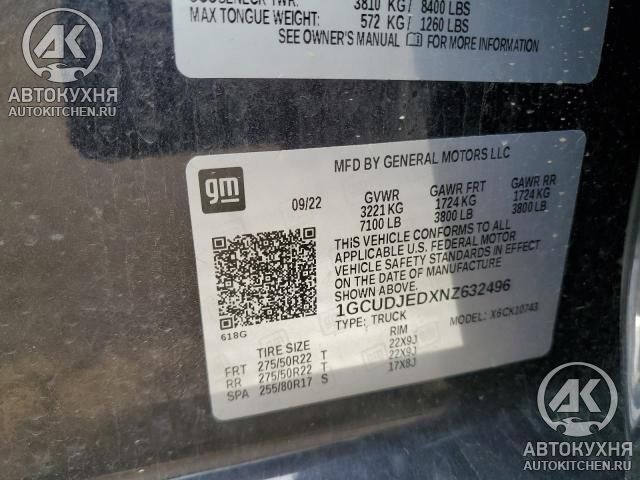 3810 KG/ 8400 LBS
MAX TONGUE WEIGHT: 572 KG/ 1260 LBS
SEE OWNER'S MANUAL FOR MORE INFORMATION
AK
АВТОКУХНЯ
AUTOKITCHEN.RU
MFD BY GENERAL MOTORS LLC
gm
09/22
GVWR GAWR FRT GAWR RR
3221 KG 1724 KG 1724 KG
7100 LB 3800 LB 3800 LB
THIS VEHICLE CONFORMS TO ALL
APPLICABLE U.S. FEDERAL MOTOR
VEHICLE SAFETY STANDARDS IN EFFECT
ON THE DATE OF MANUFACTURE
SHOWN ABOVE.
1GCUDJEDXNZ632496
TYPE: TRUCK X6CK10743
618G
TIRE SIZE RIM
FRT 275/50R22 T 22X9J
RR 275/50R22 T 22X9J
SPA 255/80R17 S 17X8J
AK
АВТОКУХНЯ
AUTOKITCHEN.RU